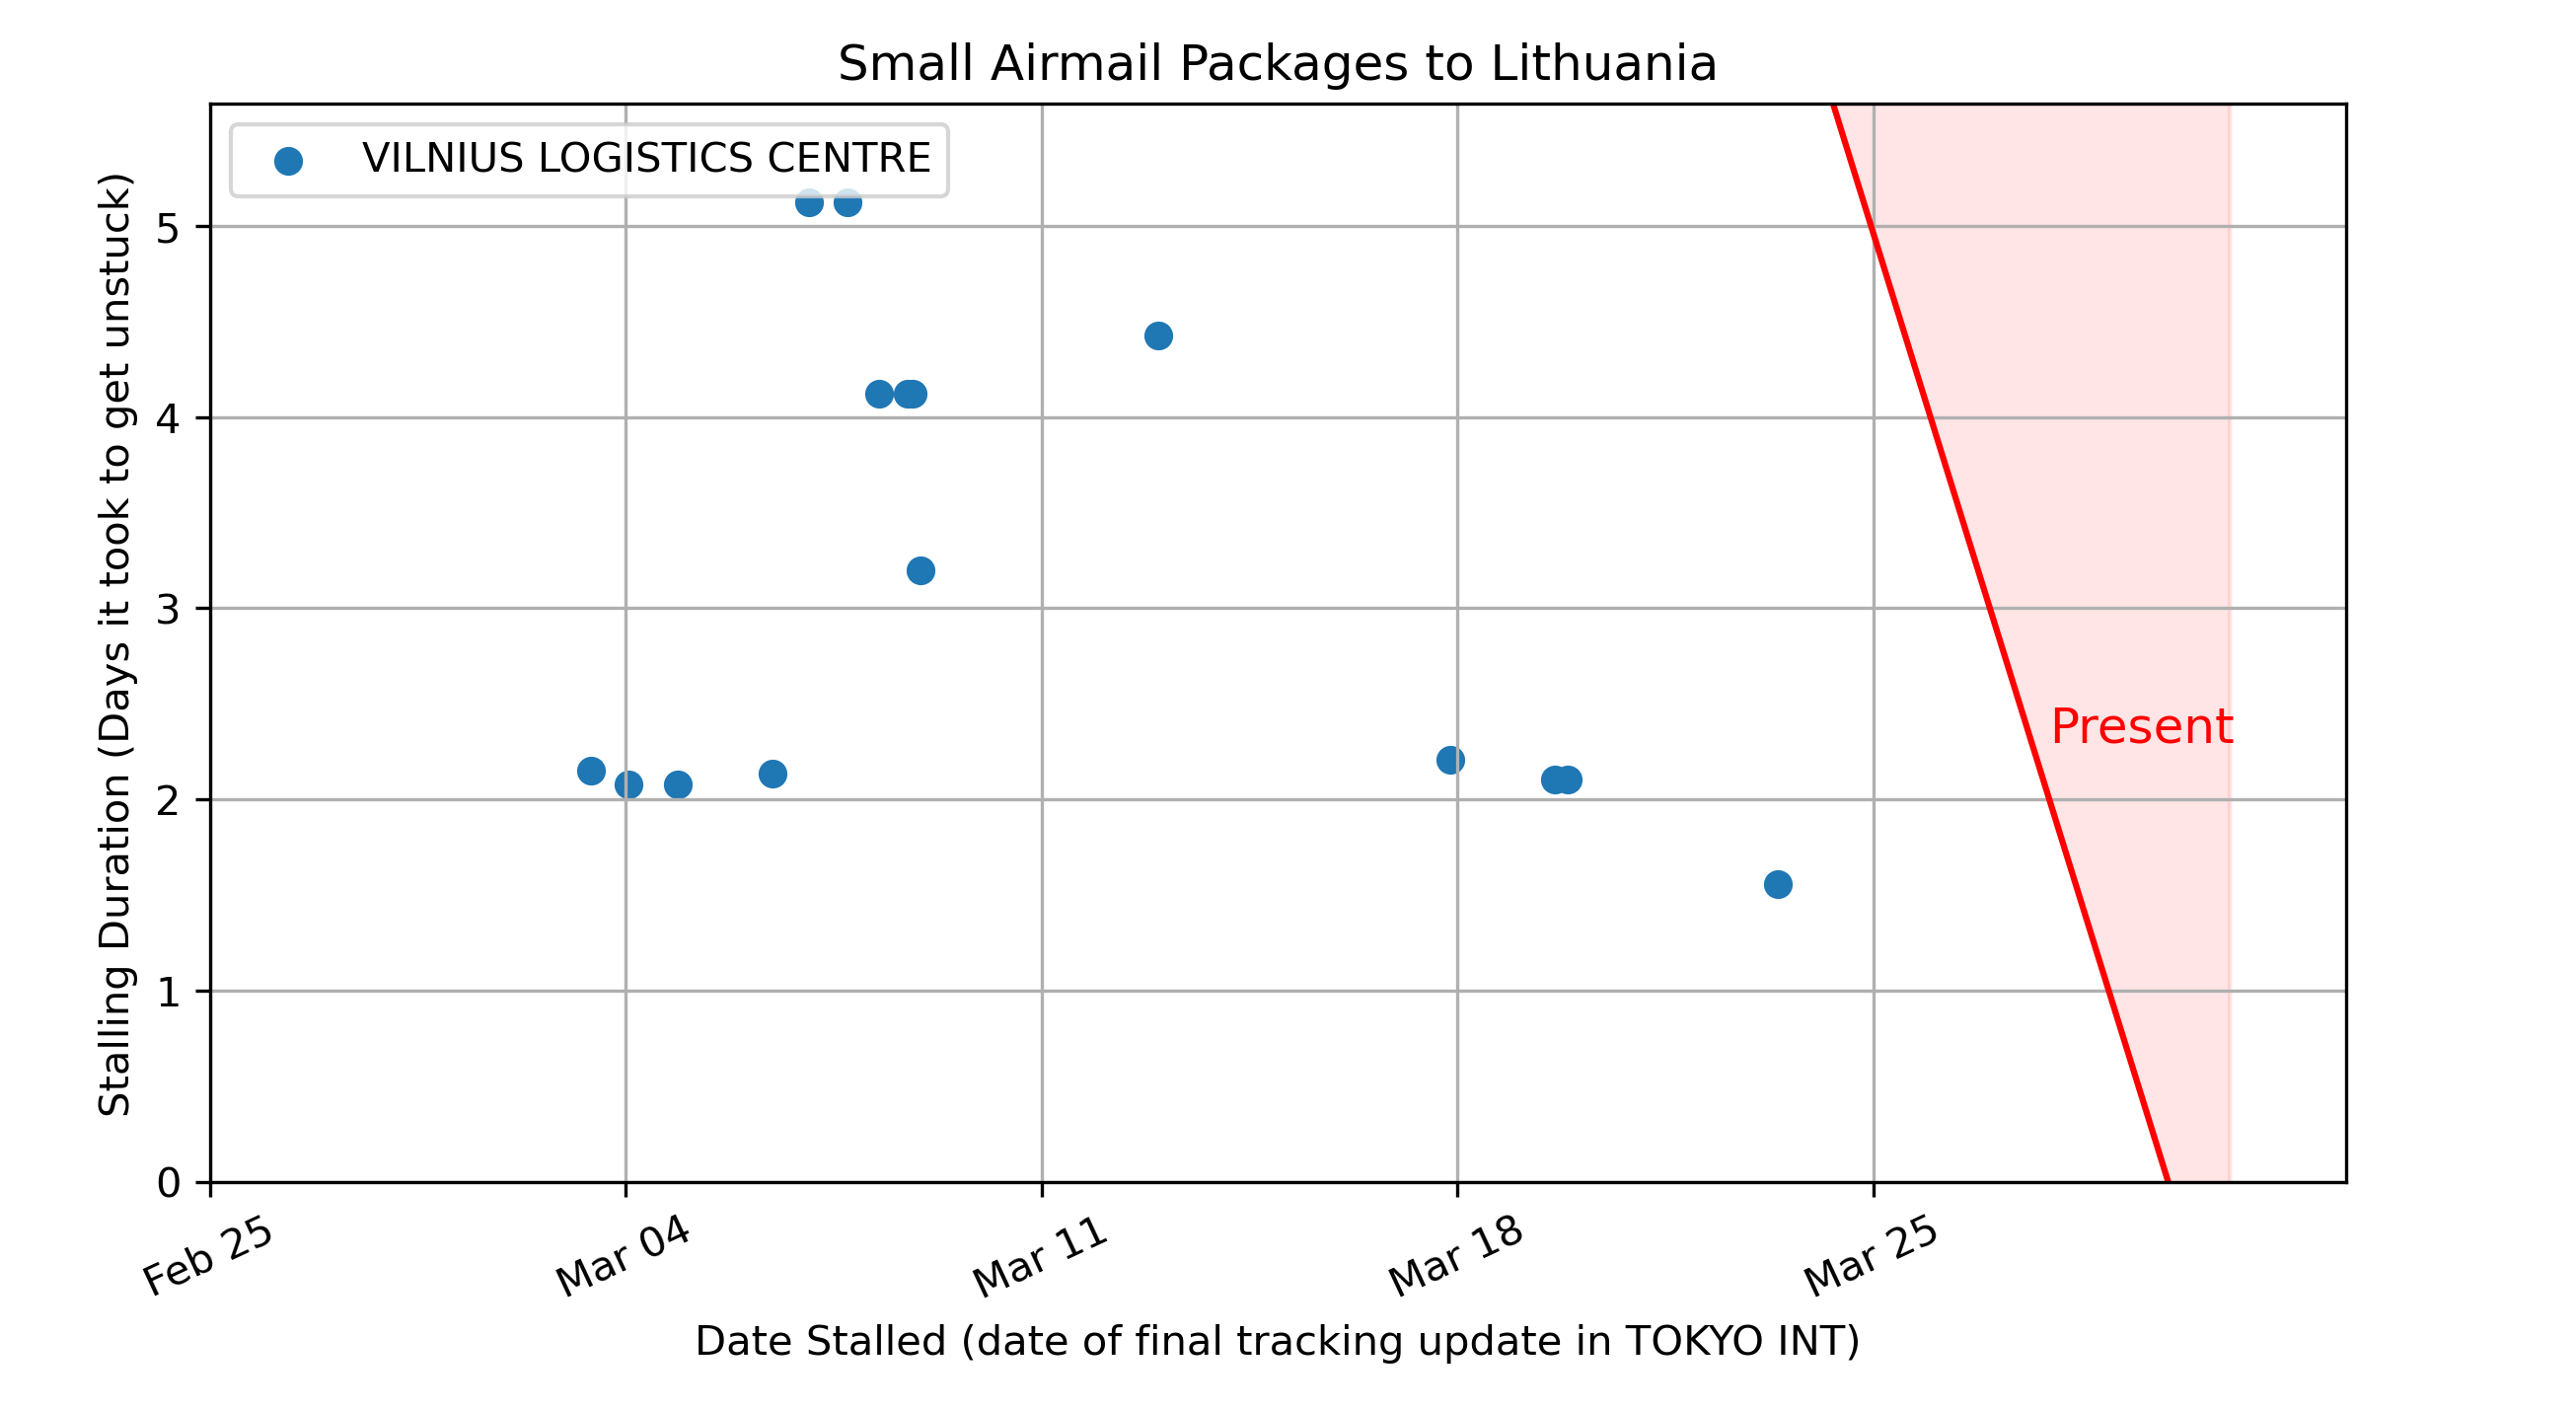 Small Airmail Packages to Lithuania
VILNIUS LOGISTICS CENTRE
Stalling Duration (Days it took to get unstuck)
5
4
3
2
1
0
Present
Feb 25
Mar 04
Mar 11
Mar 18
Mar 25
Date Stalled (date of final tracking update in TOKYO INT)